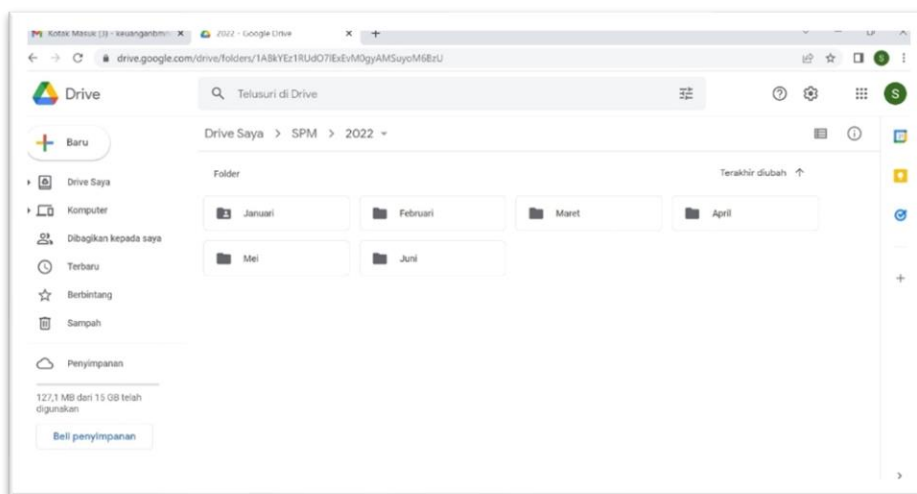 Kotak Masuk (3) - keuanganbmn
2022 - Google Drive
drive.google.com/drive/folders/
Drive
Telusuri di Drive
S
Baru
Drive Saya > SPM > 2022
Drive Saya
Komputer
Dibagikan kepada saya
Terbaru
Berbintang
Sampah
Penyimpanan
127,1 MB dari 15 GB telah
digunakan
Beli penyimpanan
Folder
Terakhir diubah
Januari
Februari
Maret
April
Mei
Juni